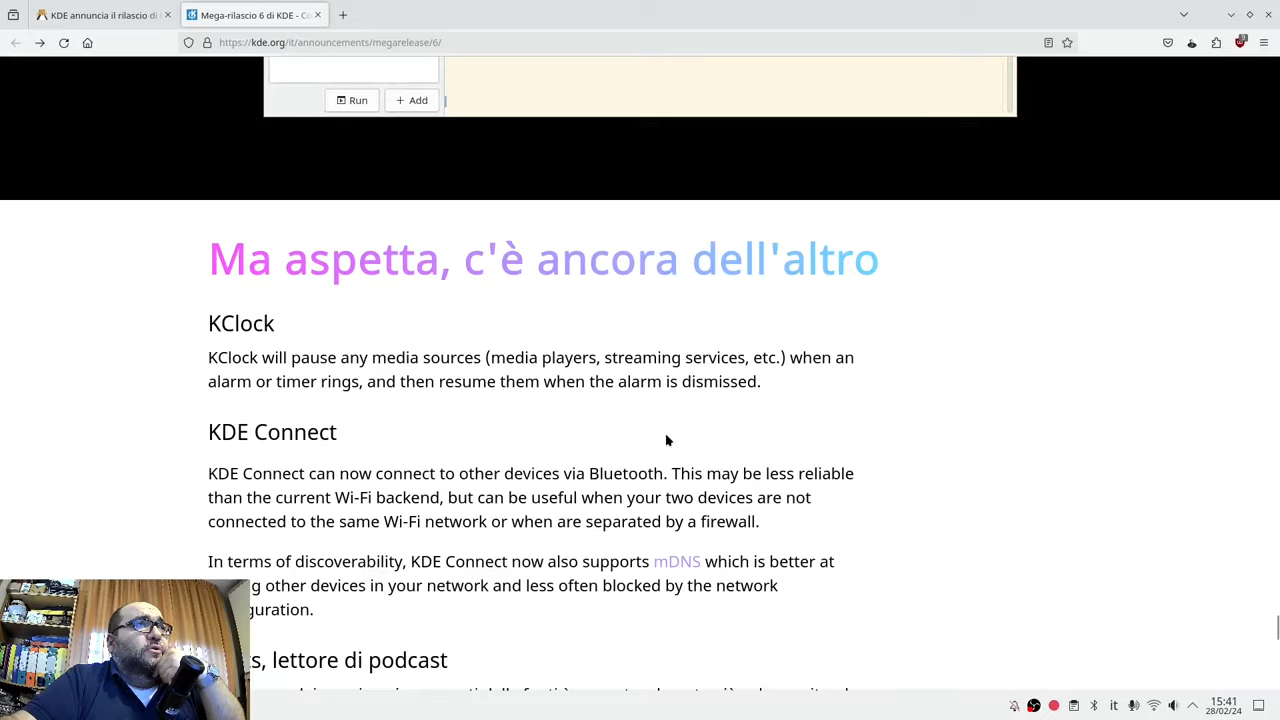 KDE annuncia il rilascio di
Mega-rilascio 6 di KDE - Co
https://kde.org/it/announcements/megarelease/6/
Run
+ Add
Ma aspetta, c'è ancora dell'altro
KClock
KClock will pause any media sources (media players, streaming services, etc.) when an
alarm or timer rings, and then resume them when the alarm is dismissed.
KDE Connect
KDE Connect can now connect to other devices via Bluetooth. This may be less reliable
than the current Wi-Fi backend, but can be useful when your two devices are not
connected to the same Wi-Fi network or when are separated by a firewall.
In terms of discoverability, KDE Connect now also supports mDNS which is better at
g other devices in your network and less often blocked by the network
guration.
s, lettore di podcast
it
15:41
28/02/24